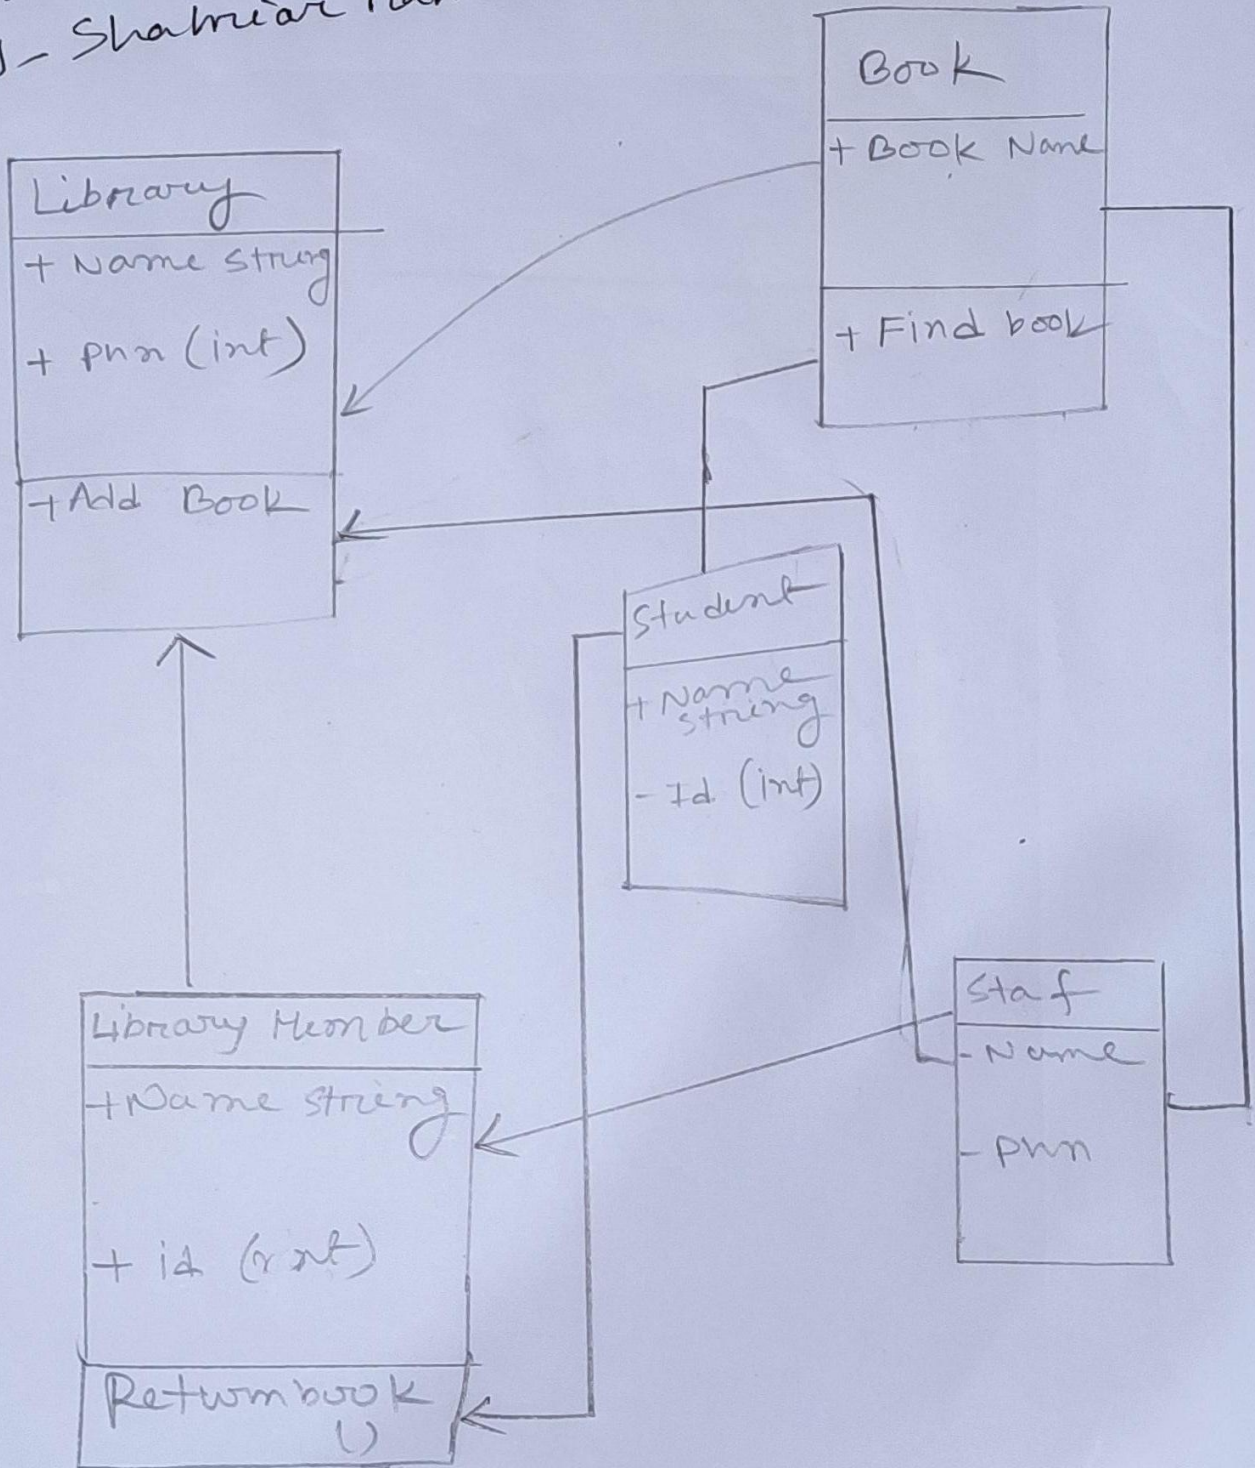 Shahriar
Book
+ Book Name
+ Find book
Library
+ Name string
+ phn (int)
+ Add Book
Student
+ Name
string
- Id (int)
Staf
- Name
- phn
Library Member
+ Name string
+ id (int)
Returnbook
()